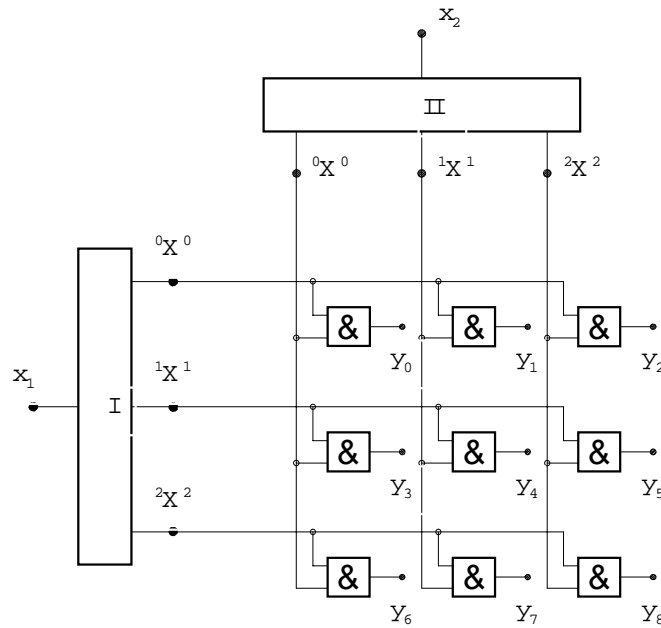 x₂
II
⁰X⁰ ¹X¹ ²X²
⁰X⁰
& & &
y₀ y₁ y₂
x₁
I
¹X¹
& & &
y₃ y₄ y₅
²X²
& & &
y₆ y₇ y₈